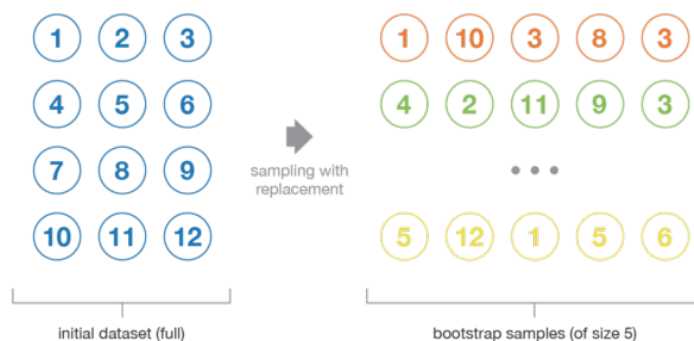 1 2 3
1 10 3 8 3
4 5 6
4 2 11 9 3
sampling with
replacement
7 8 9
10 11 12
5 12 1 5 6
initial dataset (full)
bootstrap samples (of size 5)